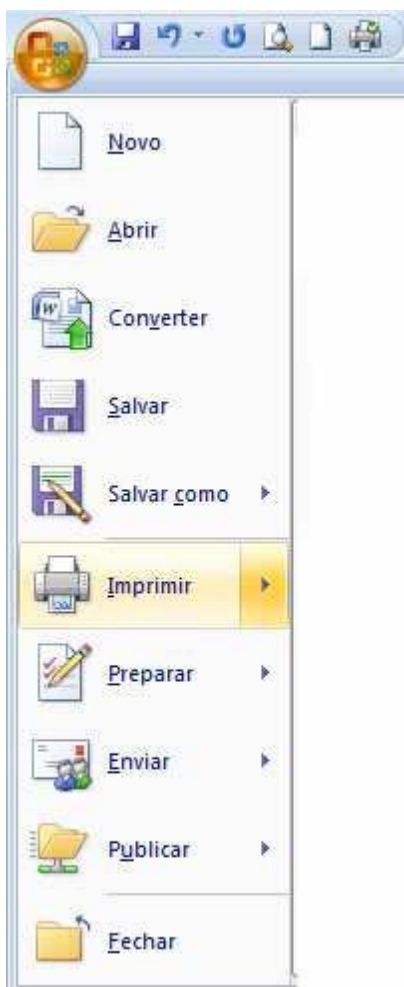 Novo
Abrir
Converter
Salvar
Salvar como
Imprimir
Preparar
Enviar
Publicar
Fechar